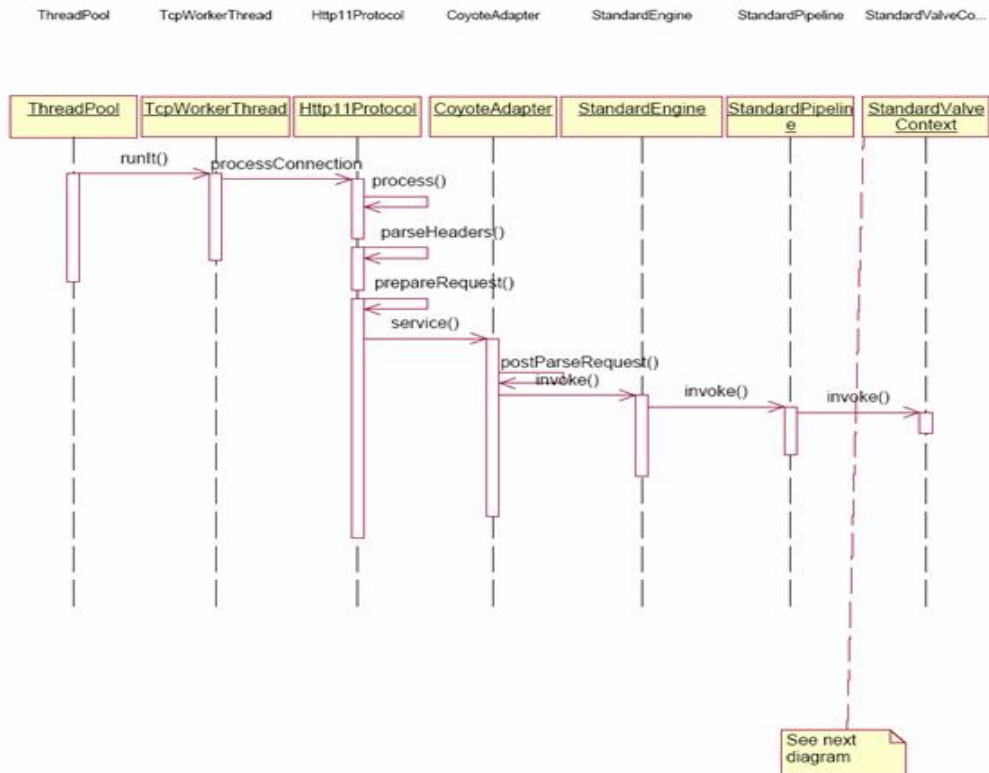 ThreadPool TcpWorkerThread Http11Protocol CoyoteAdapter StandardEngine StandardPipeline StandardValveCo...
ThreadPool TcpWorkerThread Http11Protocol CoyoteAdapter StandardEngine StandardPipelin StandardValve
e Context
runIt()
processConnection
process()
parseHeaders()
prepareRequest()
service()
postParseRequest()
invoke()
invoke()
invoke()
See next
diagram